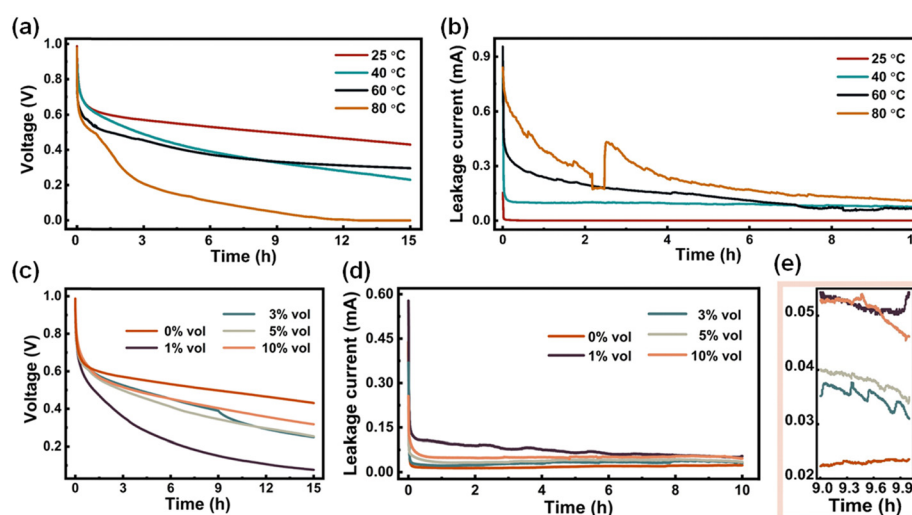 (a)
Voltage (V)
1.0
0.8
0.6
0.4
0.2
0.0
25 °C
40 °C
60 °C
80 °C
0 3 6 9 12 15
Time (h)
(b)
Leakage current (mA)
0.9
0.6
0.3
0.0
25 °C
40 °C
60 °C
80 °C
0 2 4 6 8 10
Time (h)
(c)
Voltage (V)
1.0
0.8
0.6
0.4
0.2
3% vol
0% vol 5% vol
1% vol 10% vol
0 3 6 9 12 15
Time (h)
(d)
Leakage current (mA)
0.60
0.45
0.30
0.15
0.00
3% vol
0% vol 5% vol
1% vol 10% vol
0 2 4 6 8 10
Time (h)
(e)
0.05
0.04
0.03
0.02
9.0 9.3 9.6 9.9
Time (h)